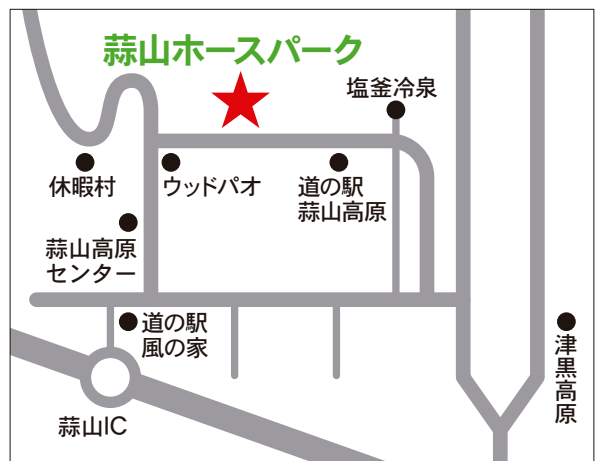 蒜山ホースパーク
塩釜冷泉
休暇村
ウッドパオ
道の駅
蒜山高原
蒜山高原
センター
道の駅
風の家
津黒高原
蒜山IC